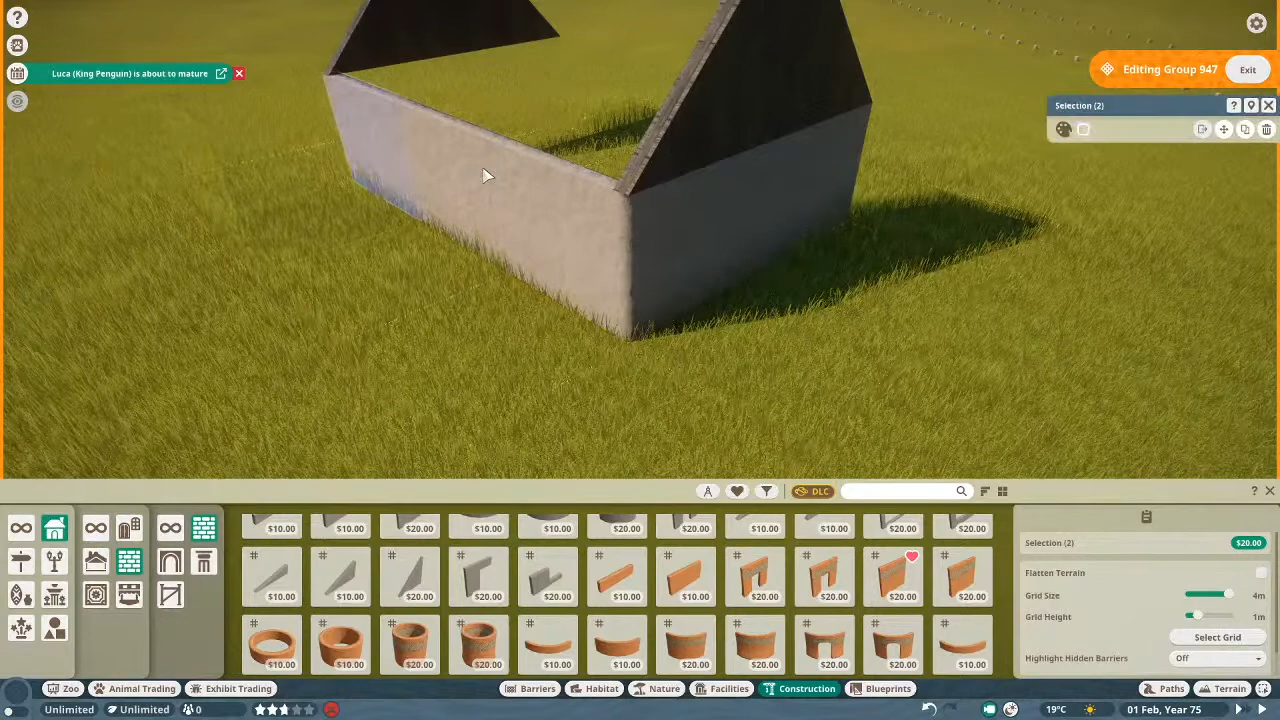 ?
Luca (King Penguin) is about to mature
Editing Group 947
Exit
Selection (2)
?
DLC
?
$10.00 $10.00 $20.00 $10.00 $10.00 $20.00 $20.00 $10.00 $10.00 $20.00 $20.00
$10.00 $10.00 $20.00 $20.00 $20.00 $10.00 $10.00 $20.00 $20.00 $20.00 $20.00
$10.00 $10.00 $20.00 $20.00 $10.00 $10.00 $20.00 $20.00 $20.00 $20.00 $10.00
Selection (2)
$20.00
Flatten Terrain
Grid Size
4m
Grid Height
1m
Select Grid
Highlight Hidden Barriers
Off
Zoo
Animal Trading
Exhibit Trading
Barriers
Habitat
Nature
Facilities
Construction
Blueprints
Paths
Terrain
Unlimited
Unlimited
0
19°C
01 Feb, Year 75